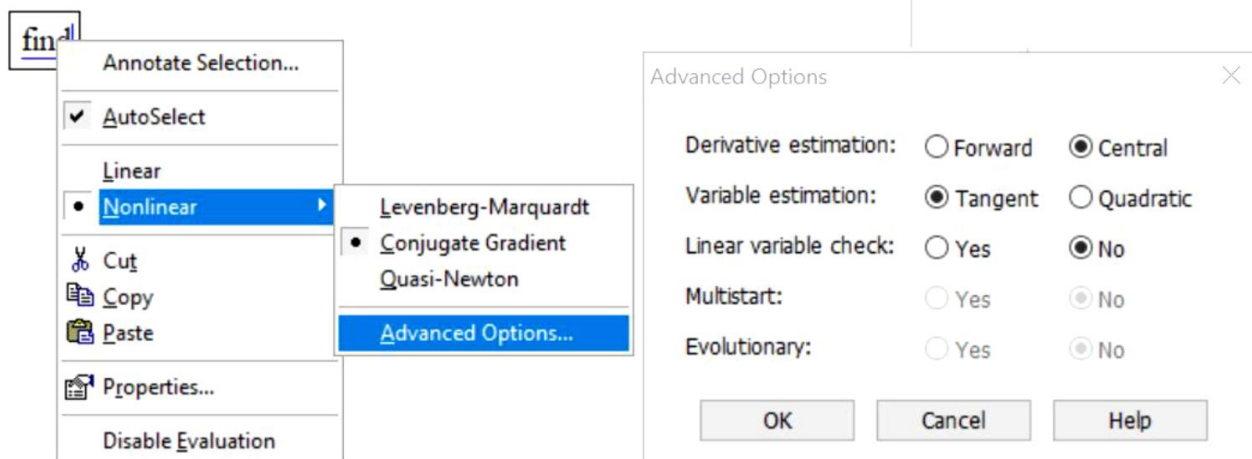 find
Annotate Selection...
AutoSelect
Linear
Nonlinear
Cut
Copy
Paste
Properties...
Disable Evaluation
Levenberg-Marquardt
Conjugate Gradient
Quasi-Newton
Advanced Options...
Advanced Options
Derivative estimation: Forward Central
Variable estimation: Tangent Quadratic
Linear variable check: Yes No
Multistart: Yes No
Evolutionary: Yes No
OK Cancel Help